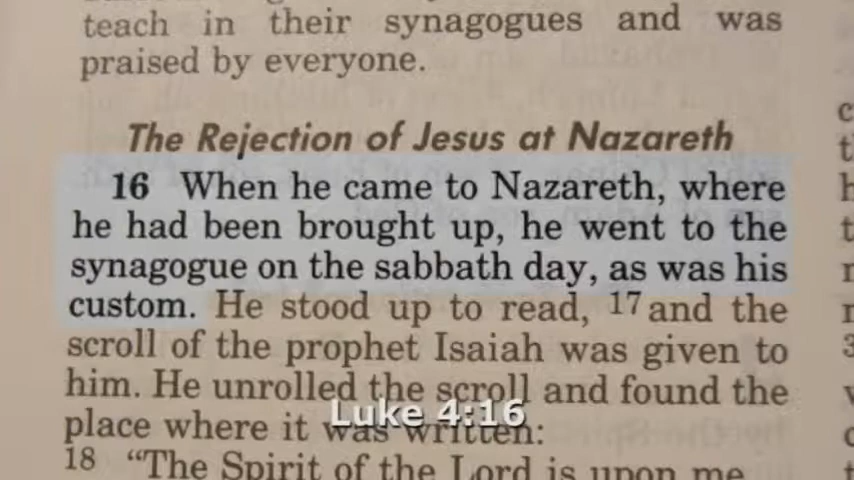 teach in their synagogues and was
praised by everyone.
The Rejection of Jesus at Nazareth
16 When he came to Nazareth, where
he had been brought up, he went to the
synagogue on the sabbath day, as was his
custom. He stood up to read, 17 and the
scroll of the prophet Isaiah was given to
him. He unrolled the scroll and found the
place where it was written:
18 "The Spirit of the Lord is upon me
Luke 4:16